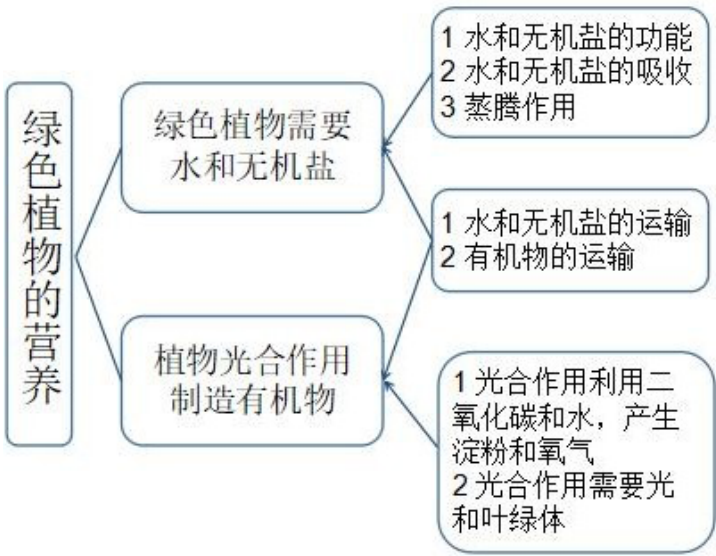 绿色植物的营养
绿色植物需要
水和无机盐
植物光合作用
制造有机物
1 水和无机盐的功能
2 水和无机盐的吸收
3 蒸腾作用
1 水和无机盐的运输
2 有机物的运输
1 光合作用利用二
氧化碳和水，产生
淀粉和氧气
2 光合作用需要光
和叶绿体